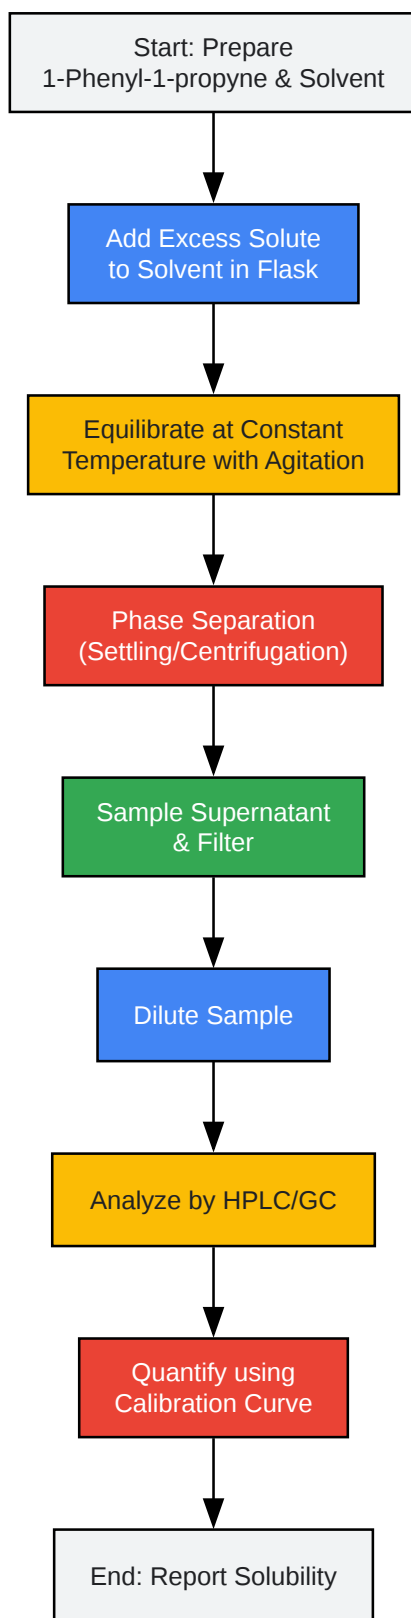 Start: Prepare
1-Phenyl-1-propyne & Solvent
Add Excess Solute
to Solvent in Flask
Equilibrate at Constant
Temperature with Agitation
Phase Separation
(Settling/Centrifugation)
Sample Supernatant
& Filter
Dilute Sample
Analyze by HPLC/GC
Quantify using
Calibration Curve
End: Report Solubility